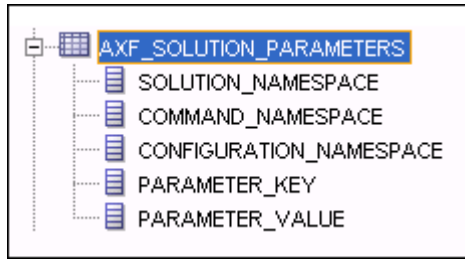 AXF_SOLUTION_PARAMETERS
SOLUTION_NAMESPACE
COMMAND_NAMESPACE
CONFIGURATION_NAMESPACE
PARAMETER_KEY
PARAMETER_VALUE